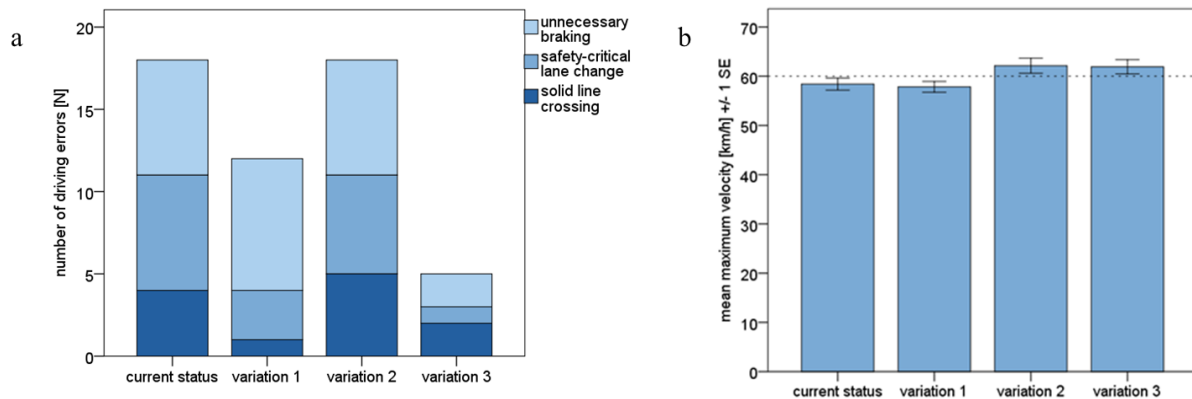 a
number of driving errors [N]
20
15
10
5
0
current status
variation 1
variation 2
variation 3
unnecessary
braking
safety-critical
lane change
solid line
crossing
b
mean maximum velocity [km/h] +/- 1 SE
70
60
50
40
30
20
10
0
current status
variation 1
variation 2
variation 3